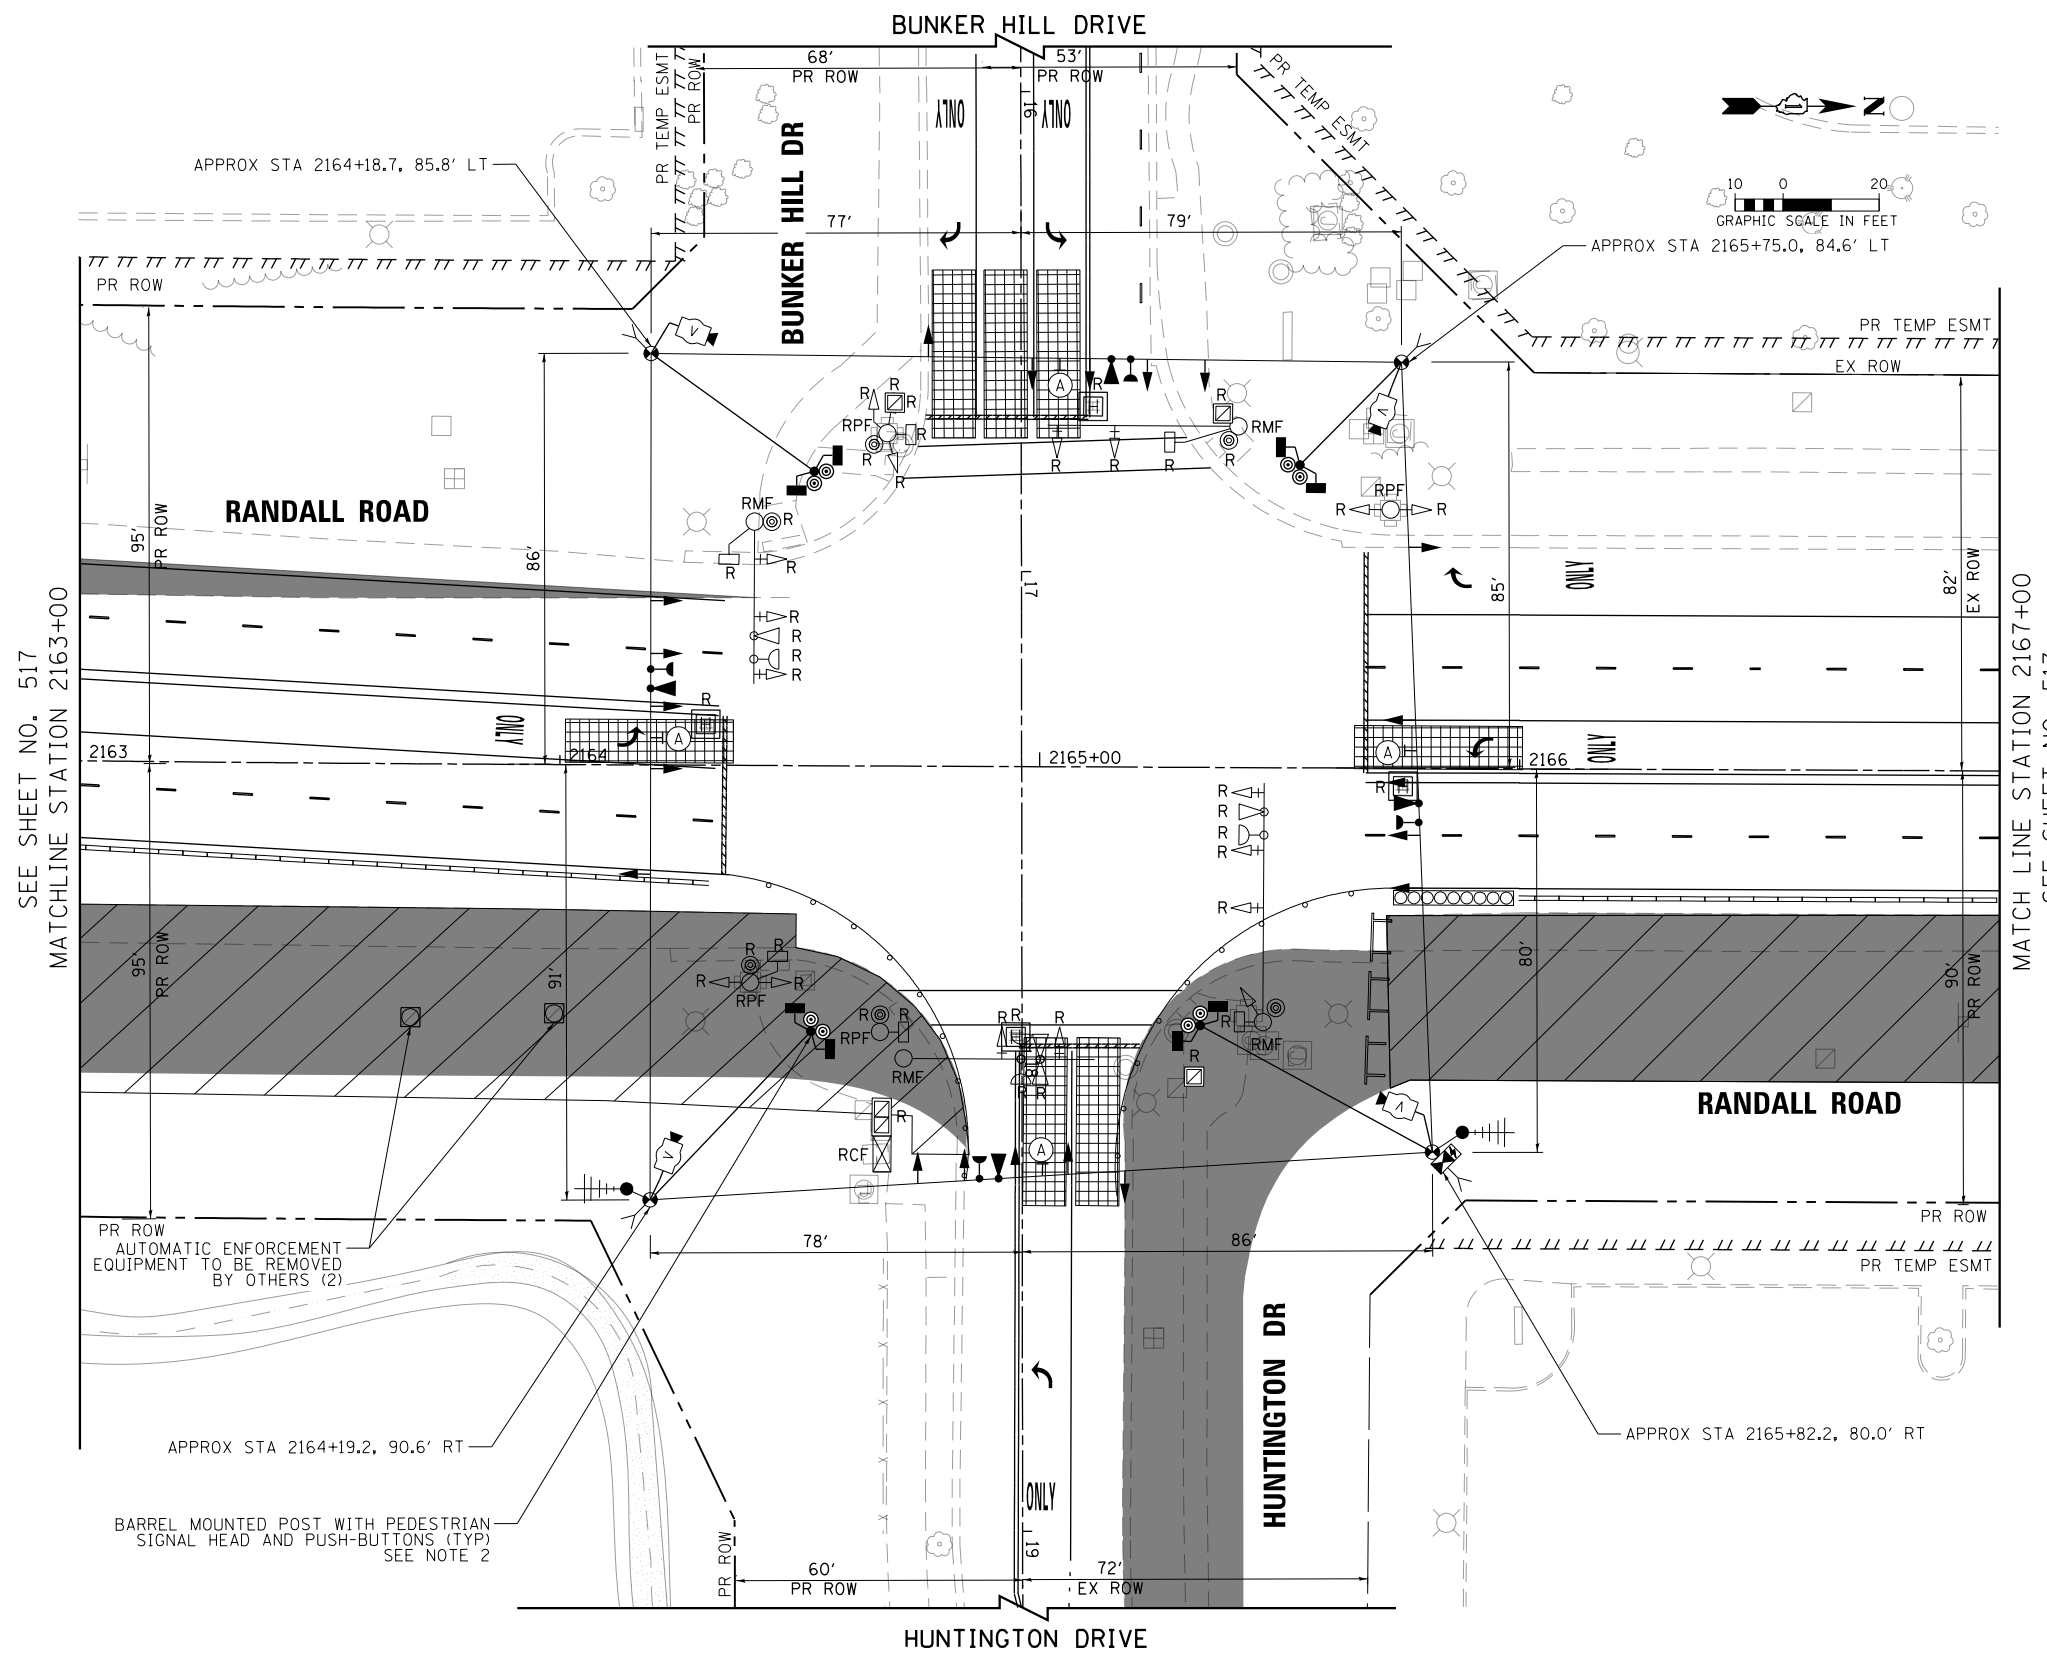 BUNKER HILL DRIVE
68'
PR ROW
53'
PR ROW
PR TEMP ESMT
PR ROW
PR TEMP
ESMT
ONLY
16
ONLY
N
10 0 20
GRAPHIC SCALE IN FEET
APPROX STA 2164+18.7, 85.8' LT
BUNKER HILL DR
77'
79'
APPROX STA 2165+75.0, 84.6' LT
PR ROW
PR TEMP ESMT
EX ROW
V
V
A
R
R
R
R
RPF
R
R
R
RMF
R
R
R
R
R
RANDALL ROAD
RMF
R
R
R
RPF
R
R
95'
PR ROW
86'
17
85'
ONLY
82'
EX ROW
R
R
R
R
SEE SHEET NO. 517
MATCHLINE STATION 2163+00
MATCH LINE STATION 2167+00
R
ONLY
A
A
ONLY
2163
2164
2165+00
2166
R
R
R
R
R
R
95'
RR ROW
91'
80'
90'
PR ROW
R
R
R
R
RPF
R
R
RPF
RMF
R
R
R
R
R
R
RMF
R
18
R
RCF
A
V
V
RANDALL ROAD
PR ROW
AUTOMATIC ENFORCEMENT
EQUIPMENT TO BE REMOVED
BY OTHERS (2)
78'
86'
PR ROW
PR TEMP ESMT
HUNTINGTON DR
APPROX STA 2164+19.2, 90.6' RT
APPROX STA 2165+82.2, 80.0' RT
ONLY
BARREL MOUNTED POST WITH PEDESTRIAN
SIGNAL HEAD AND PUSH-BUTTONS (TYP)
SEE NOTE 2
PR ROW
19
60'
PR ROW
72'
EX ROW
HUNTINGTON DRIVE